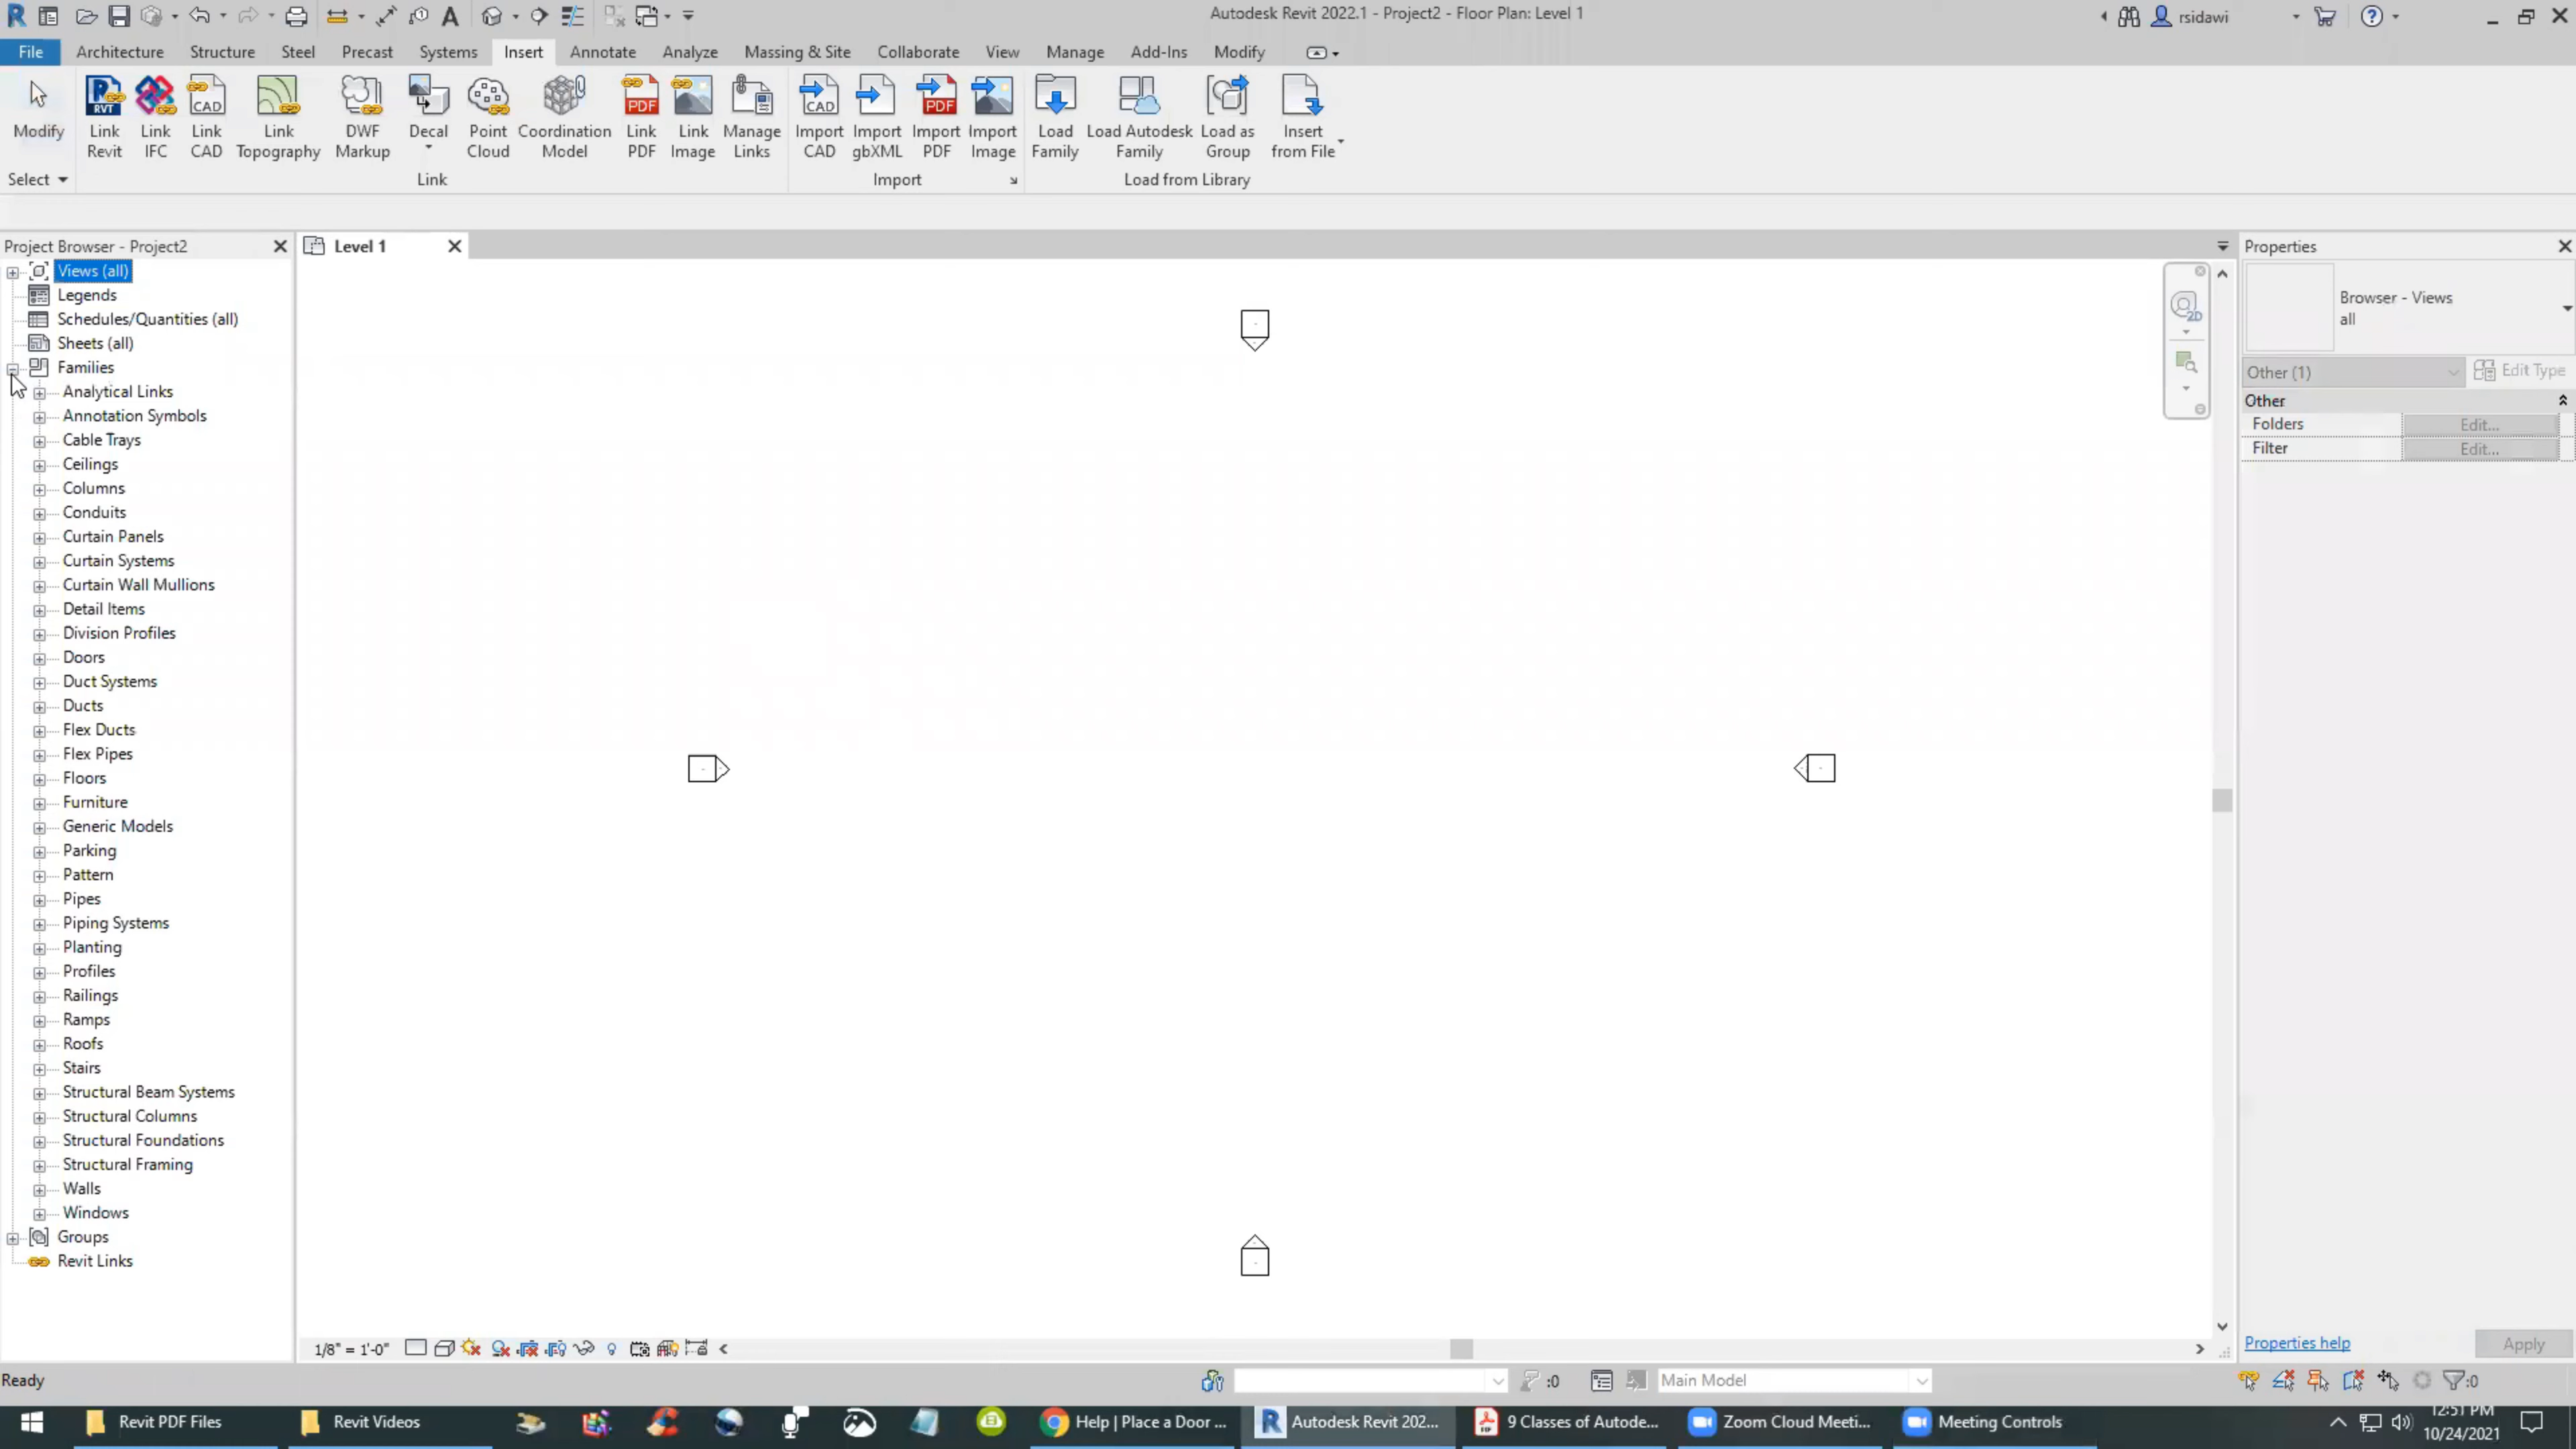 Autodesk Revit 2022.1 - Project2 - Floor Plan: Level 1
rsidawi
File Architecture Structure Steel Precast Systems Insert Annotate Analyze Massing & Site Collaborate View Manage Add-Ins Modify
Modify
Link Revit
Link IFC
Link CAD
Link Topography
DWF Markup
Decal
Point Cloud
Coordination Model
Link PDF
Link Image
Manage Links
Import CAD
Import gbXML
Import PDF
Import Image
Load Family
Load Autodesk Family
Load as Group
Insert from File
Select
Link
Import
Load from Library
Project Browser - Project2
Views (all)
Legends
Schedules/Quantities (all)
Sheets (all)
Families
Analytical Links
Annotation Symbols
Cable Trays
Ceilings
Columns
Conduits
Curtain Panels
Curtain Systems
Curtain Wall Mullions
Detail Items
Division Profiles
Doors
Duct Systems
Ducts
Flex Ducts
Flex Pipes
Floors
Furniture
Generic Models
Parking
Pattern
Pipes
Piping Systems
Planting
Profiles
Railings
Ramps
Roofs
Stairs
Structural Beam Systems
Structural Columns
Structural Foundations
Structural Framing
Walls
Windows
Groups
Revit Links
Level 1
2D
Properties
Browser - Views
all
Other (1)
Edit Type
Other
Folders Edit...
Filter Edit...
1/8" = 1'-0"
Properties help
Apply
Ready
:0
Main Model
:0
Revit PDF Files
Revit Videos
Help | Place a Door ...
Autodesk Revit 202...
9 Classes of Autode...
Zoom Cloud Meeti...
Meeting Controls
12:51 PM
10/24/2021